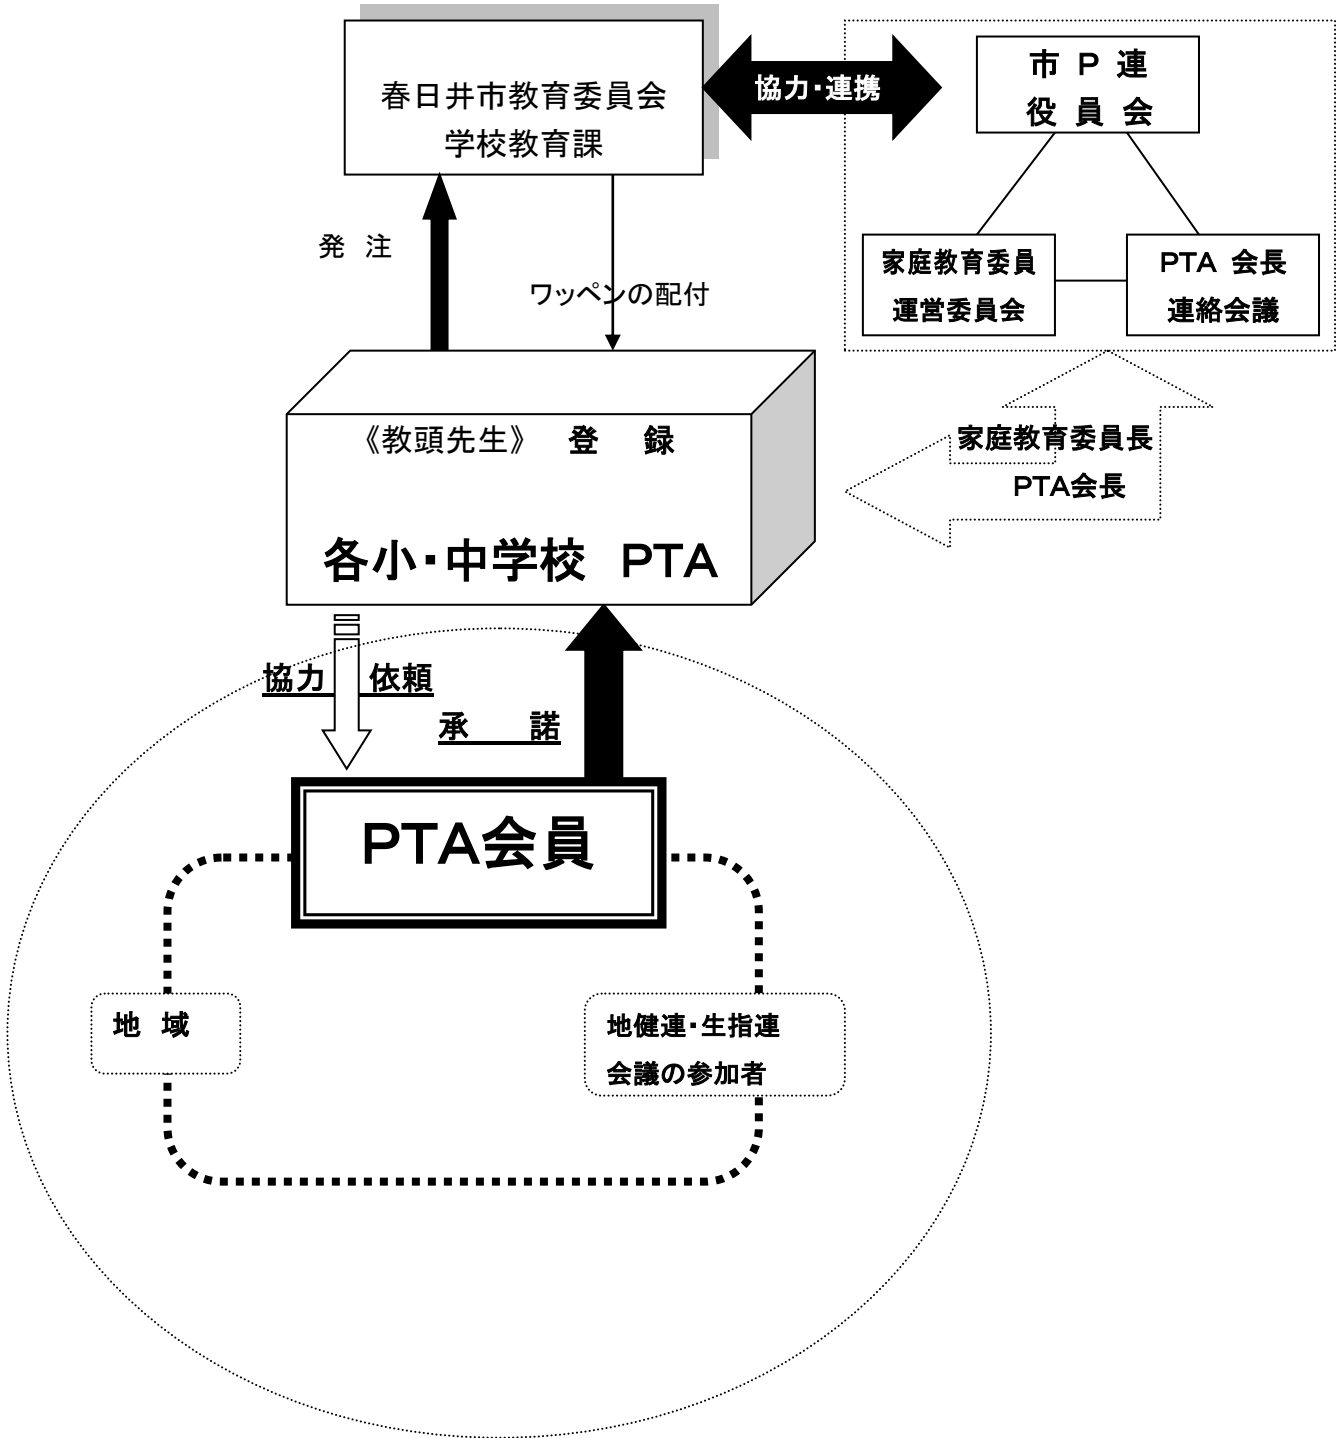 春日井市教育委員会
学校教育課
協力・連携
市 P 連
役 員 会
家庭教育委員
運営委員会
PTA 会長
連絡会議
発 注
ワッペンの配付
《教頭先生》 登 録
各小・中学校 PTA
家庭教育委員長
PTA会長
協力 依頼
承 諾
PTA会員
地 域
地健連・生指連
会議の参加者